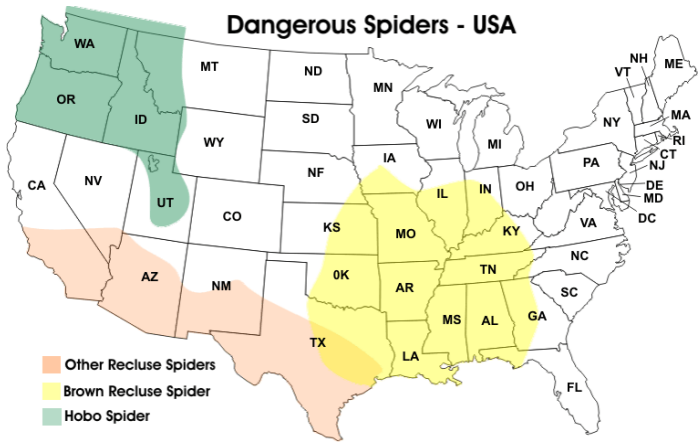 Dangerous Spiders - USA
WA
OR
ID
MT
ND
SD
WY
NF
CA
NV
UT
CO
KS
AZ
NM
0K
TX
MN
WI
MI
IA
IL
IN
OH
MO
KY
TN
AR
MS
AL
GA
LA
FL
SC
NC
VA
PA
NY
VT
NH
ME
MA
RI
CT
NJ
DE
MD
DC
Other Recluse Spiders
Brown Recluse Spider
Hobo Spider